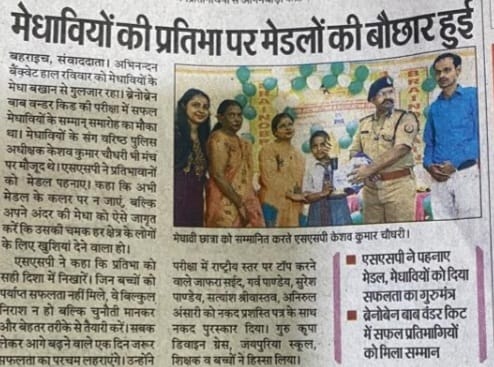 मेधावियों की प्रतिभा पर मेडलों की बौछार हुई
बहराइच, संवाददाता। अभिनन्दन
बैंक्वेट हाल रविवार को मेधावियों के
मेधा बखान से गुलजार रहा। ब्रेनोब्रेन
बाब वन्डर किड की परीक्षा में सफल
मेधावियों के सम्मान समारोह का मौका
था। मेधावियों के संग वरिष्ठ पुलिस
अधीक्षक केशव कुमार चौधरी भी मंच
पर मौजूद थे। एसएसपी ने प्रतिभावानों
को मेडल पहनाए। कहा कि अभी
मेडल के कलर पर न जाएं, बल्कि
अपने अंदर की मेधा को ऐसे जागृत
करें कि उसकी चमक हर क्षेत्र के लोगों
के लिए खुशियां देने वाला हो।
एसएसपी ने कहा कि प्रतिभा को
सही दिशा में निखारें। जिन बच्चों को
पर्याप्त सफलता नहीं मिले, वे बिल्कुल
निराश न हो बल्कि चुनौती मानकर
और बेहतर तरीके से तैयारी करें। सबक
लेकर आगे बढ़ने वाले एक दिन जरूर
सफलता का परचम लहराएंगे। उन्होंने
BRAINOBR
BRAIN
मेधावी छात्रा को सम्मानित करते एसएसपी केशव कुमार चौधरी।
परीक्षा में राष्ट्रीय स्तर पर टॉप करने
वाले जाफरा सईद, गर्व पाण्डेय, सुरेश
पाण्डेय, सत्यांश श्रीवास्तव, अनिरुल
अंसारी को नकद प्रशस्ति पत्र के साथ
नकद पुरस्कार दिया। गुरु कृपा
डिवाइन ग्रेस, जयपुरिया स्कूल,
शिक्षक व बच्चों ने हिस्सा लिया।
एसएसपी ने पहनाए
मेडल, मेधावियों को दिया
सफलता का गुरुमंत्र
ब्रेनोबेन बाब वंडर किट
में सफल प्रतिभागियों
को मिला सम्मान